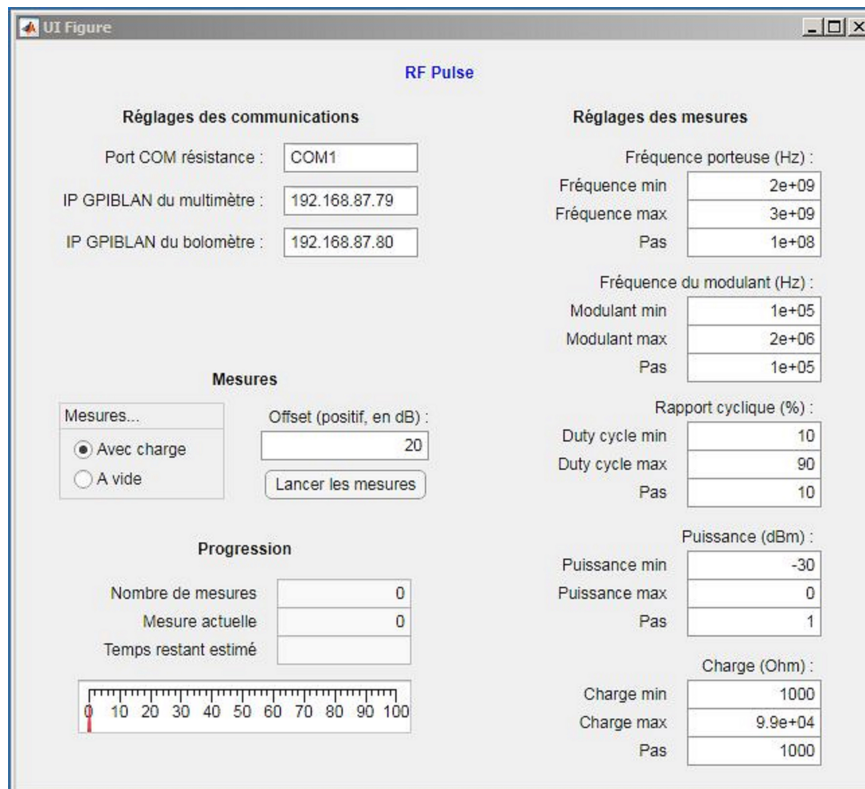 UI Figure
RF Pulse
Réglages des communications
Port COM résistance : COM1
IP GPIBLAN du multimètre : 192.168.87.79
IP GPIBLAN du bolomètre : 192.168.87.80
Mesures
Mesures...
Avec charge
A vide
Offset (positif, en dB) :
20
Lancer les mesures
Progression
Nombre de mesures 0
Mesure actuelle 0
Temps restant estimé
0 10 20 30 40 50 60 70 80 90 100
Réglages des mesures
Fréquence porteuse (Hz) :
Fréquence min 2e+09
Fréquence max 3e+09
Pas 1e+08
Fréquence du modulant (Hz) :
Modulant min 1e+05
Modulant max 2e+06
Pas 1e+05
Rapport cyclique (%) :
Duty cycle min 10
Duty cycle max 90
Pas 10
Puissance (dBm) :
Puissance min -30
Puissance max 0
Pas 1
Charge (Ohm) :
Charge min 1000
Charge max 9.9e+04
Pas 1000